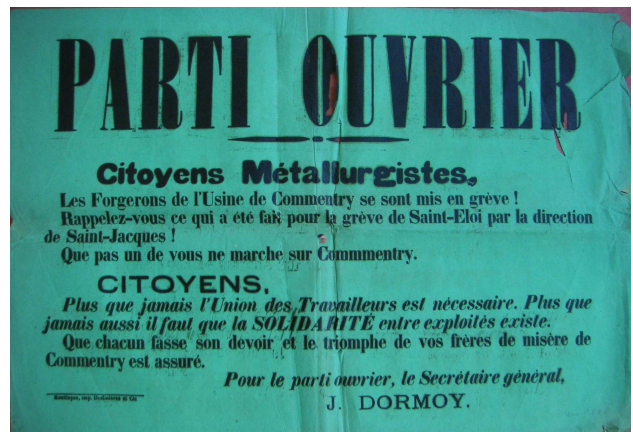 PARTI OUVRIER
Citoyens Métallurgistes,
Les Forgerons de l'Usine de Commentry se sont mis en grève !
Rappelez-vous ce qui a été fait pour la grève de Saint-Eloi par la direction
de Saint-Jacques !
Que pas un de vous ne marche sur Commmentry.
CITOYENS,
Plus que jamais l'Union des Travailleurs est nécessaire. Plus que
jamais aussi il faut que la SOLIDARITÉ entre exploités existe.
Que chacun fasse son devoir et le triomphe de vos frères de misère de
Commentry est assuré.
Pour le parti ouvrier, le Secrétaire général,
J. DORMOY.
imp. et Cie